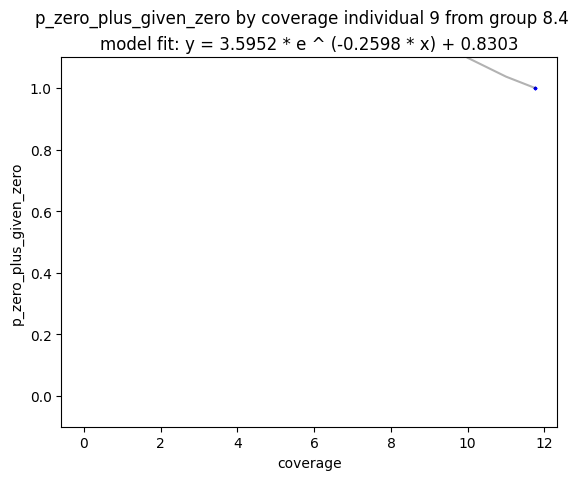 p_zero_plus_given_zero by coverage individual 9 from group 8.4
model fit: y = 3.5952 * e ^ (-0.2598 * x) + 0.8303
1.0
0.8
0.6
0.4
0.2
0.0
p_zero_plus_given_zero
0 2 4 6 8 10 12
coverage